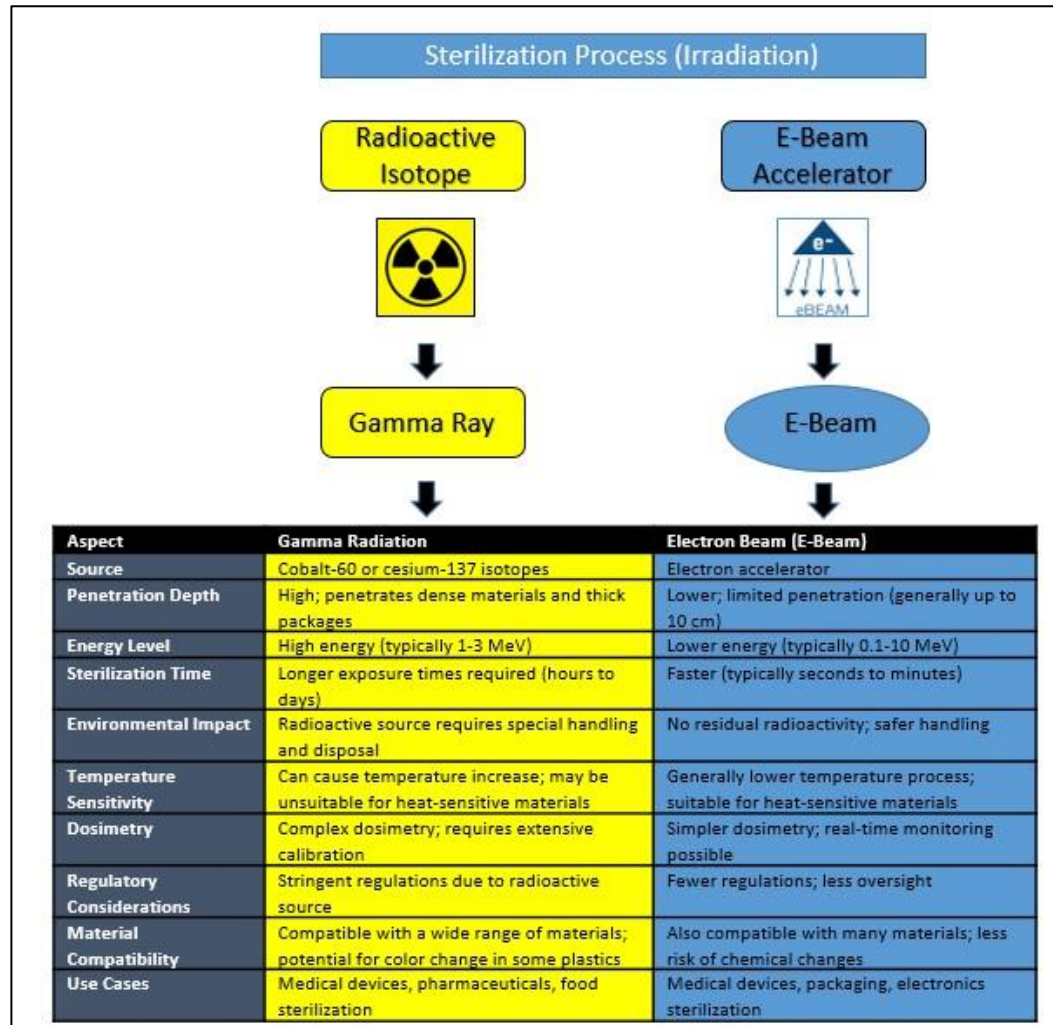 Sterilization Process (Irradiation)
Radioactive
Isotope
E-Beam
Accelerator
e-
eBEAM
Gamma Ray
E-Beam
Aspect Gamma Radiation Electron Beam (E-Beam)
Source Cobalt-60 or cesium-137 isotopes Electron accelerator
Penetration Depth High; penetrates dense materials and thick Lower; limited penetration (generally up to
packages 10 cm)
Energy Level High energy (typically 1-3 MeV) Lower energy (typically 0.1-10 MeV)
Sterilization Time Longer exposure times required (hours to Faster (typically seconds to minutes)
days)
Environmental Impact Radioactive source requires special handling No residual radioactivity; safer handling
and disposal
Temperature Can cause temperature increase; may be Generally lower temperature process;
Sensitivity unsuitable for heat-sensitive materials suitable for heat-sensitive materials
Dosimetry Complex dosimetry; requires extensive Simpler dosimetry; real-time monitoring
calibration possible
Regulatory Stringent regulations due to radioactive Fewer regulations; less oversight
Considerations source
Material Compatible with a wide range of materials; Also compatible with many materials; less
Compatibility potential for color change in some plastics risk of chemical changes
Use Cases Medical devices, pharmaceuticals, food Medical devices, packaging, electronics
sterilization sterilization